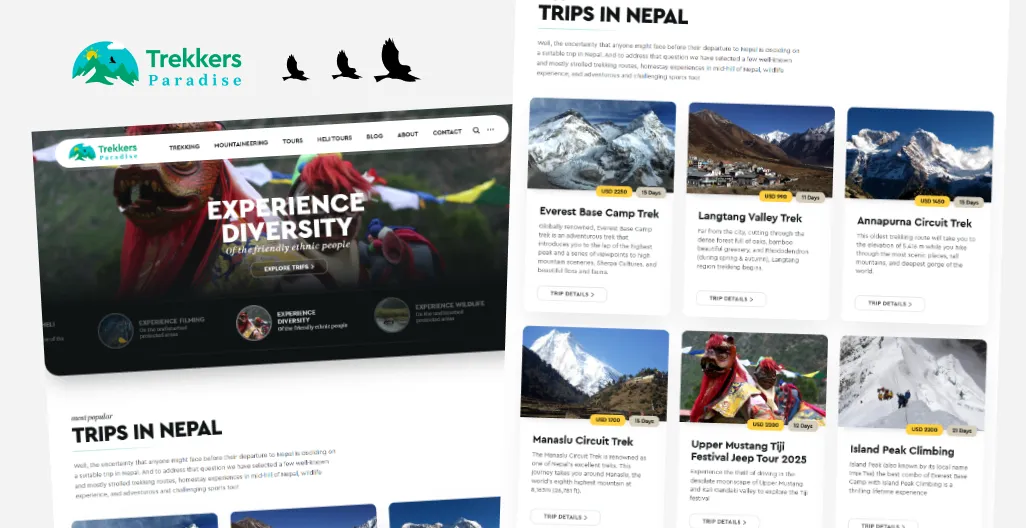 Trekkers
Paradise
Trekkers
Paradise
TREKKING
MOUNTAINEERING
TOURS
HELI TOURS
BLOG
ABOUT
CONTACT
EXPERIENCE
DIVERSITY
Of the friendly ethnic people
EXPLORE TRIPS >
EXPERIENCE FILMING
On the undisturbed
protected areas
EXPERIENCE
DIVERSITY
Of the friendly ethnic people
EXPERIENCE WILDLIFE
On the undisturbed
protected areas
most popular
TRIPS IN NEPAL
Well, the uncertainty that anyone might face before their departure to Nepal is deciding on
a suitable trip in Nepal. And to address that question we have selected a few well-known
and mostly strolled trekking routes, homestay experiences in mid-hill of Nepal, wildlife
experience, and adventurous and challenging sports tour.
TRIPS IN NEPAL
Well, the uncertainty that anyone might face before their departure to Nepal is deciding on
a suitable trip in Nepal. And to address that question we have selected a few well-known
and mostly strolled trekking routes, homestay experiences in mid-hill of Nepal, wildlife
experience, and adventurous and challenging sports tour.
USD 2250
15 Days
Everest Base Camp Trek
Globally renowned, Everest Base Camp
trek is an adventurous trek that
introduces you to the lap of the highest
peak and a series of viewpoints to high
mountain sceneries, Sherpa Cultures, and
beautiful flora and fauna.
TRIP DETAILS >
USD 990
11 Days
Langtang Valley Trek
Far from the city, cutting through the
dense forest full of oaks, bamboo
beautiful greenery, and Rhododendron
(during spring & autumn), Langtang
region trekking begins.
TRIP DETAILS >
USD 1450
15 Days
Annapurna Circuit Trek
This oldest trekking route will take you to
the elevation of 5,416 m while you hike
through the most scenic places, tall
mountains, and deepest gorge of the
world.
TRIP DETAILS >
USD 1700
15 Days
Manaslu Circuit Trek
The Manaslu Circuit Trek is renowned as
one of Nepal's excellent treks. This
journey takes you around Manaslu, the
world's eighth highest mountain at
TRIP DETAILS >
USD 3200
10 Days
Upper Mustang Tiji
Festival Jeep Tour 2025
Experience the thrill of driving in the
desolate moonscape of Upper Mustang
and Kali Gandaki Valley to explore the Tiji
festival
TRIP DETAILS >
21 Days
Island Peak Climbing
Island Peak (also known by its local name
Imja Tse) the best combo of Everest Base
Camp with Island Peak Climbing is a
thrilling lifetime experience
TRIP DETAILS >